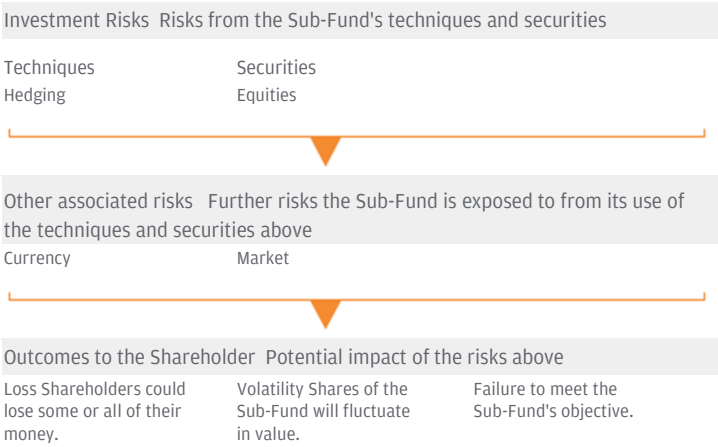 Investment Risks Risks from the Sub-Fund's techniques and securities
Techniques Securities
Hedging Equities
Other associated risks Further risks the Sub-Fund is exposed to from its use of
the techniques and securities above
Currency Market
Outcomes to the Shareholder Potential impact of the risks above
Loss Shareholders could
lose some or all of their
money.
Volatility Shares of the
Sub-Fund will fluctuate
in value.
Failure to meet the
Sub-Fund's objective.